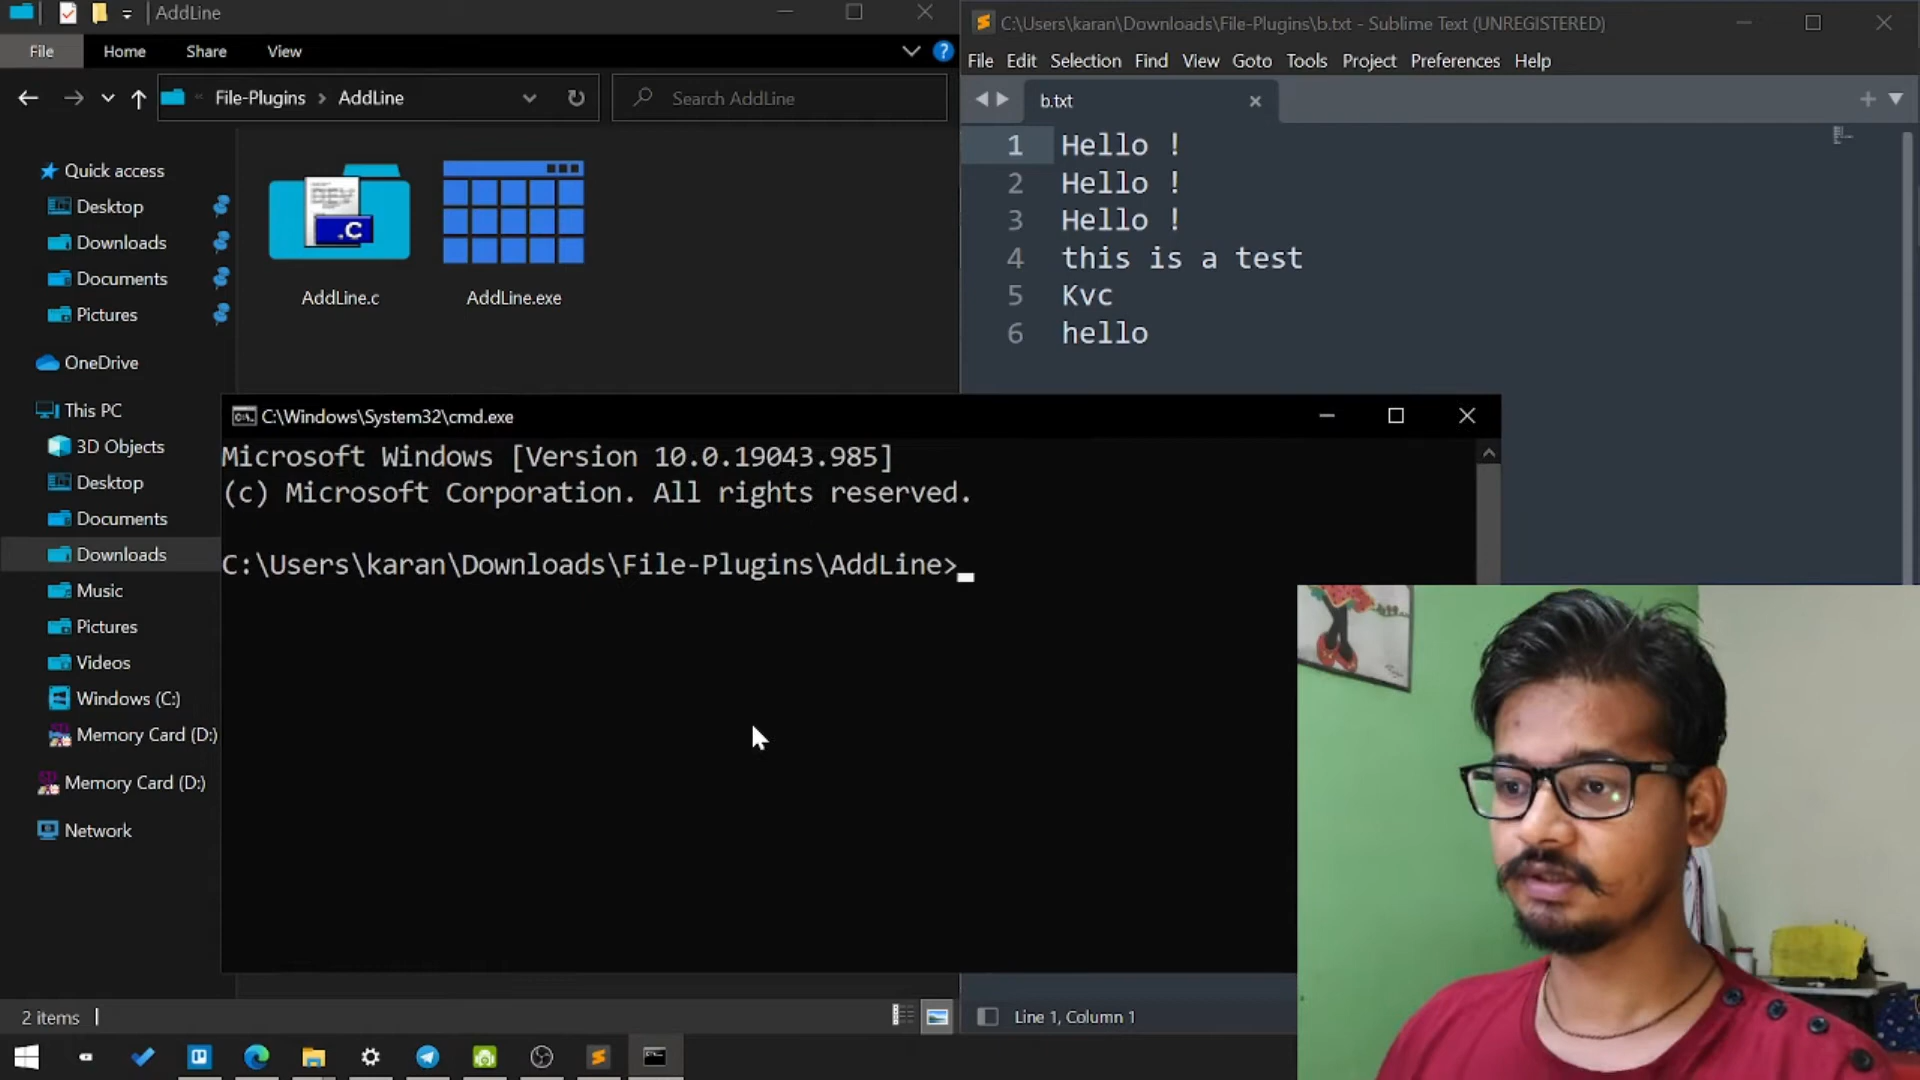 AddLine
File Home Share View
File-Plugins > AddLine
Search AddLine
Quick access
Desktop
Downloads
Documents
Pictures
OneDrive
This PC
3D Objects
Desktop
Documents
Downloads
Music
Pictures
Videos
Windows (C:)
Memory Card (D:)
Memory Card (D:)
Network
.C
AddLine.c
AddLine.exe
2 items
C:\Users\karan\Downloads\File-Plugins\b.txt - Sublime Text (UNREGISTERED)
File Edit Selection Find View Goto Tools Project Preferences Help
b.txt
1 Hello !
2 Hello !
3 Hello !
4 this is a test
5 Kvc
6 hello
Line 1, Column 1
C:\Windows\System32\cmd.exe
Microsoft Windows [Version 10.0.19043.985]
(c) Microsoft Corporation. All rights reserved.
C:\Users\karan\Downloads\File-Plugins\AddLine>